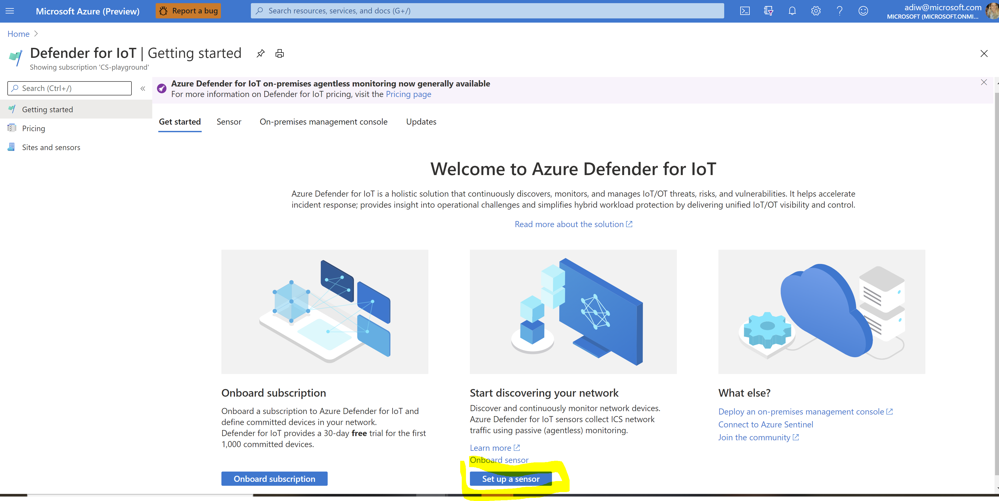 Microsoft Azure (Preview)
Report a bug
Search resources, services, and docs (G+/)
adiw@microsoft.com
MICROSOFT (MICROSOFT.ONMI...
Home
Defender for IoT | Getting started
Showing subscription 'CS-playground'
Search (Ctrl+/)
Getting started
Pricing
Sites and sensors
Azure Defender for IoT on-premises agentless monitoring now generally available
For more information on Defender for IoT pricing, visit the Pricing page
Get started
Sensor
On-premises management console
Updates
Welcome to Azure Defender for IoT
Azure Defender for IoT is a holistic solution that continuously discovers, monitors, and manages IoT/OT threats, risks, and vulnerabilities. It helps accelerate
incident response; provides insight into operational challenges and simplifies hybrid workload protection by delivering unified IoT/OT visibility and control.
Read more about the solution
Onboard subscription
Onboard a subscription to Azure Defender for IoT and
define committed devices in your network.
Defender for IoT provides a 30-day free trial for the first
1,000 committed devices.
Onboard subscription
Start discovering your network
Discover and continuously monitor network devices.
Azure Defender for IoT sensors collect ICS network
traffic using passive (agentless) monitoring.
Learn more
Onboard sensor
Set up a sensor
What else?
Deploy an on-premises management console
Connect to Azure Sentinel
Join the community